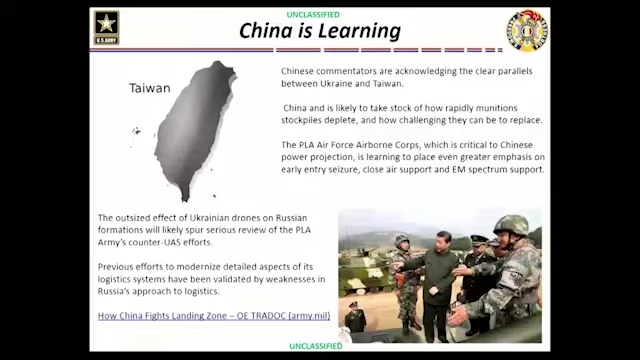 UNCLASSIFIED
China is Learning
U.S.ARMY
Chinese commentators are acknowledging the clear parallels
between Ukraine and Taiwan.
Taiwan
China and is likely to take stock of how rapidly munitions
stockpiles deplete, and how challenging they can be to replace.
The PLA Air Force Airborne Corps, which is critical to Chinese
power projection, is learning to place even greater emphasis on
early entry seizure, close air support and EM spectrum support.
The outsized effect of Ukrainian drones on Russian
formations will likely spur serious review of the PLA
Army's counter-UAS efforts.
Previous efforts to modernize detailed aspects of its
logistics systems have been validated by weaknesses in
Russia's approach to logistics.
How China Fights Landing Zone – OE TRADOC (army.mil)
UNCLASSIFIED